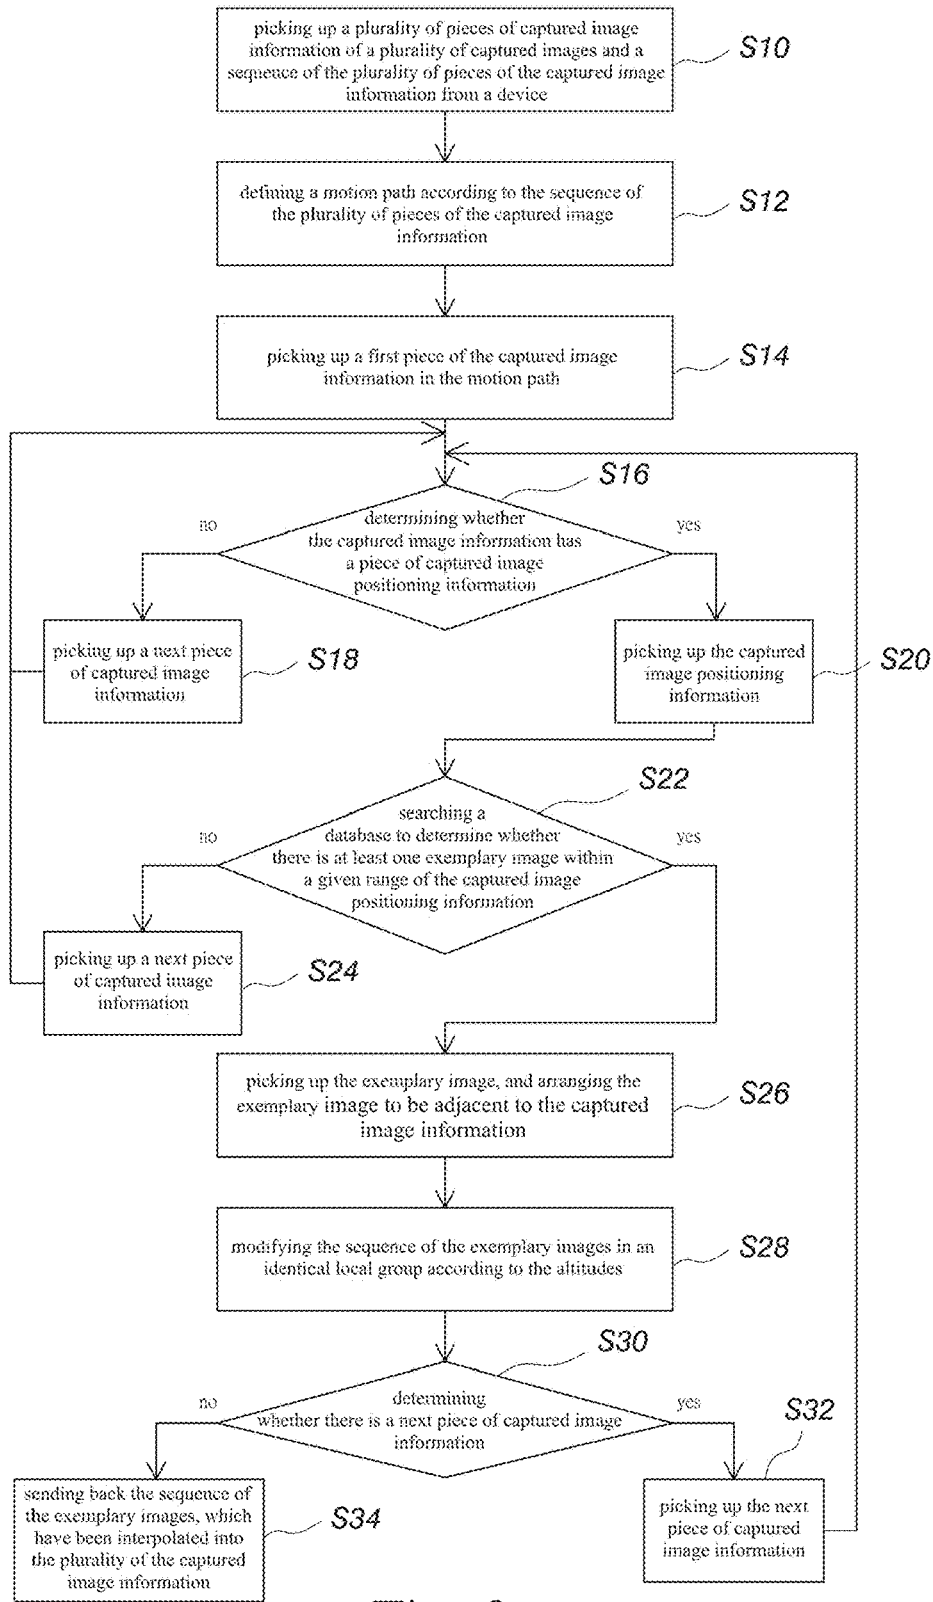 picking up a plurality of pieces of captured image
information of a plurality of captured images and a
sequence of the plurality of pieces of the captured image
information from a device
S10
defining a motion path according to the sequence of
the plurality of pieces of the captured image
information
S12
picking up a first piece of the captured image
information in the motion path
S14
S16
no
determining whether
the captured image information has
a piece of captured image
positioning information
yes
picking up a next piece
of captured image
information
S18
picking up the captured
image positioning
information
S20
S22
no
searching a
database to determine whether
there is at least one exemplary image within
a given range of the captured image
positioning information
yes
picking up a next piece
of captured image
information
S24
picking up the exemplary image, and arranging the
exemplary image to be adjacent to the captured
image information
S26
modifying the sequence of the exemplary images in an
identical local group according to the altitudes
S28
S30
no
determining
whether there is a next piece of captured image
information
yes
S32
sending back the sequence of
the exemplary images, which
have been interpolated into
the plurality of the captured
image information
S34
picking up the next
piece of captured
image information